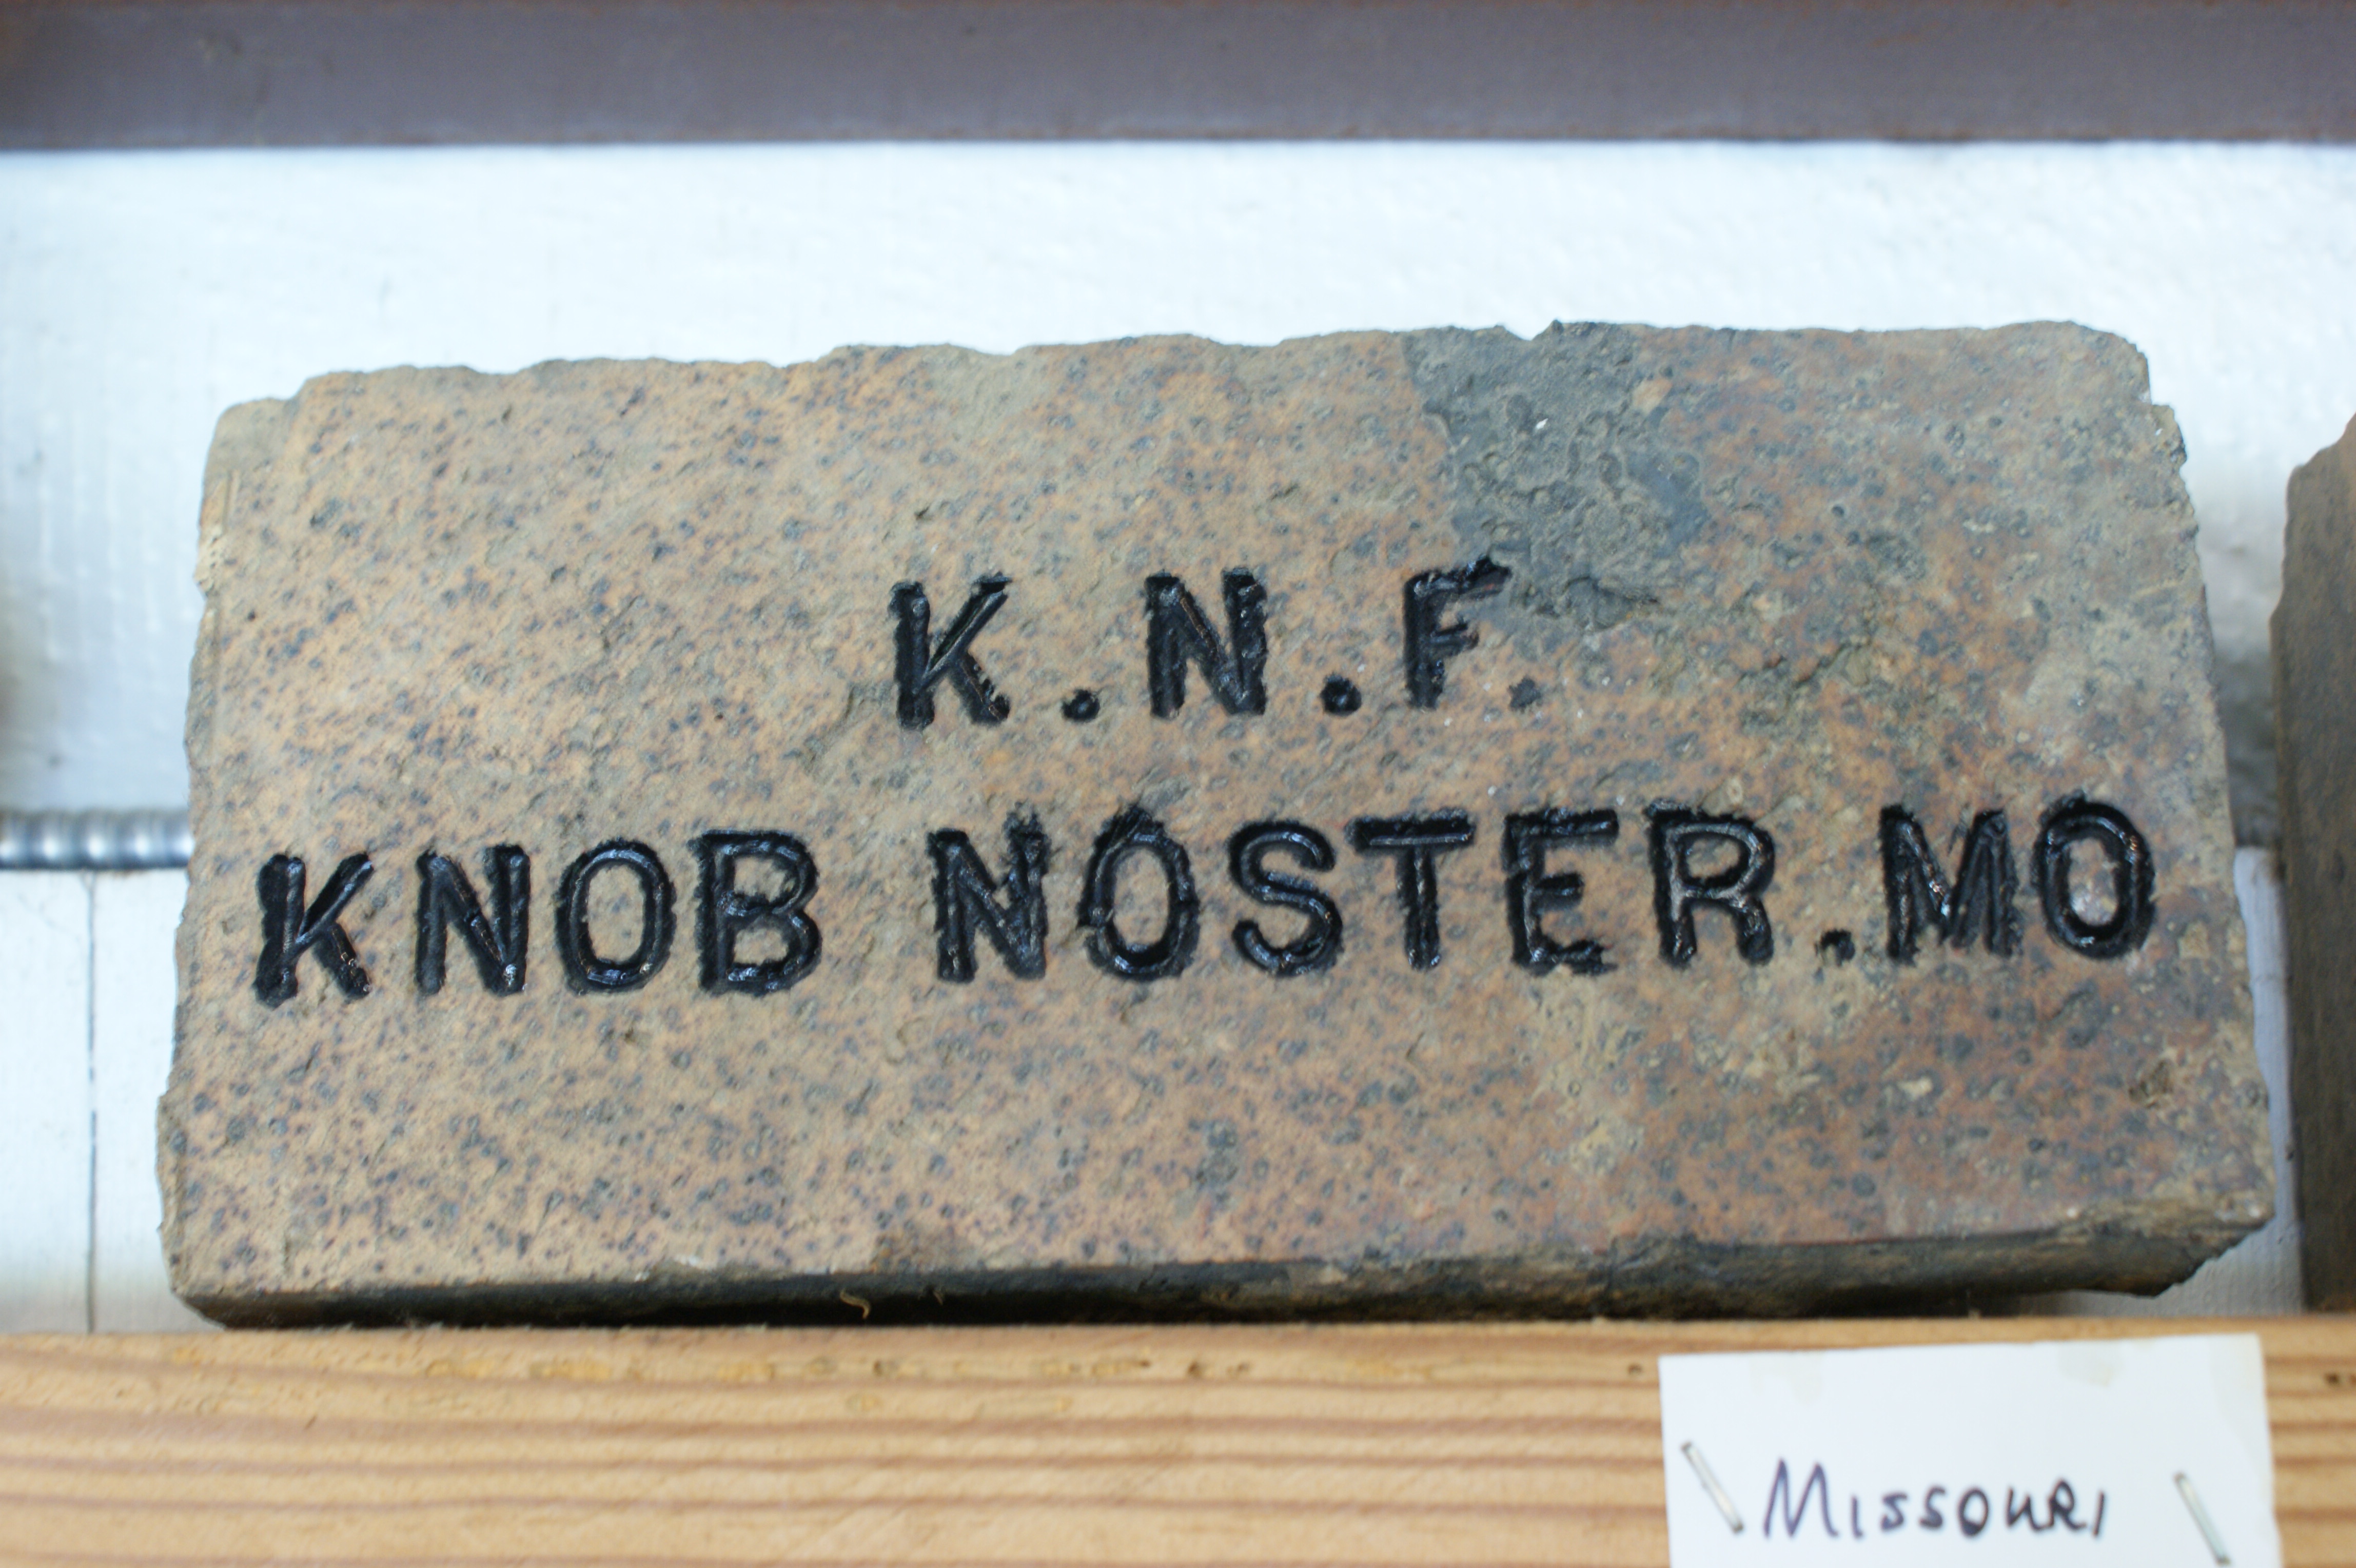 K.N.F.
KNOB NOSTER.MO
MISSOURI